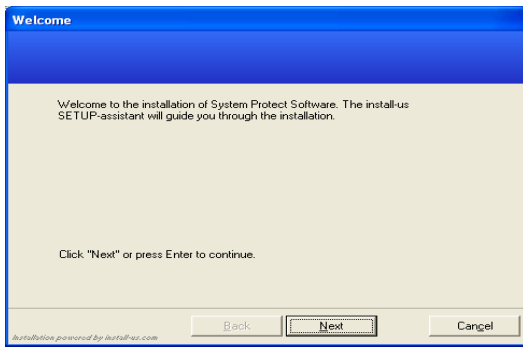 Welcome
Welcome to the installation of System Protect Software. The install-us
SETUP-assistant will guide you through the installation.
Click "Next" or press Enter to continue.
Back
Next
Cancel
Installation powered by install-us.com